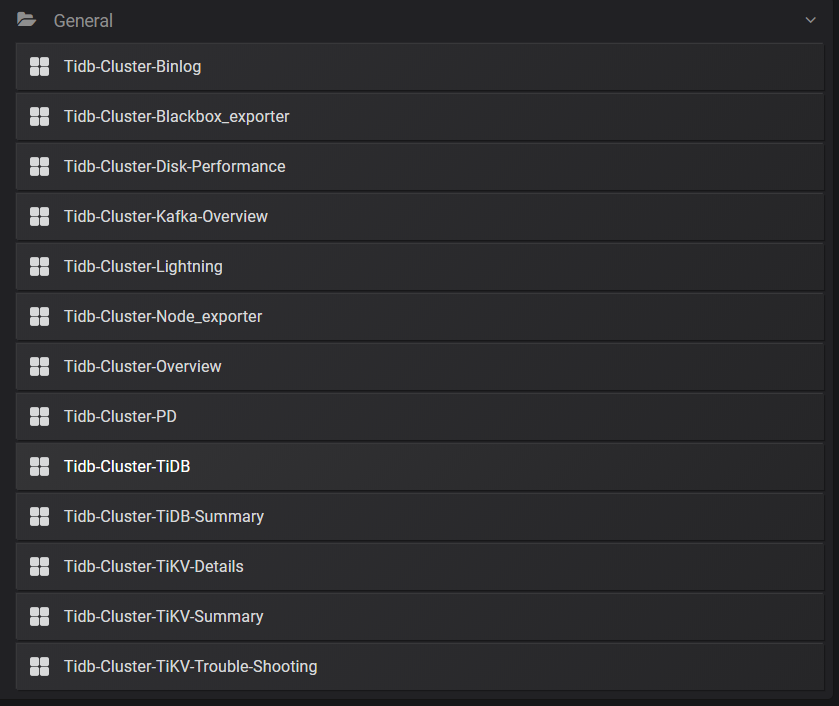 General
Tidb-Cluster-Binlog
Tidb-Cluster-Blackbox_exporter
Tidb-Cluster-Disk-Performance
Tidb-Cluster-Kafka-Overview
Tidb-Cluster-Lightning
Tidb-Cluster-Node_exporter
Tidb-Cluster-Overview
Tidb-Cluster-PD
Tidb-Cluster-TiDB
Tidb-Cluster-TiDB-Summary
Tidb-Cluster-TiKV-Details
Tidb-Cluster-TiKV-Summary
Tidb-Cluster-TiKV-Trouble-Shooting